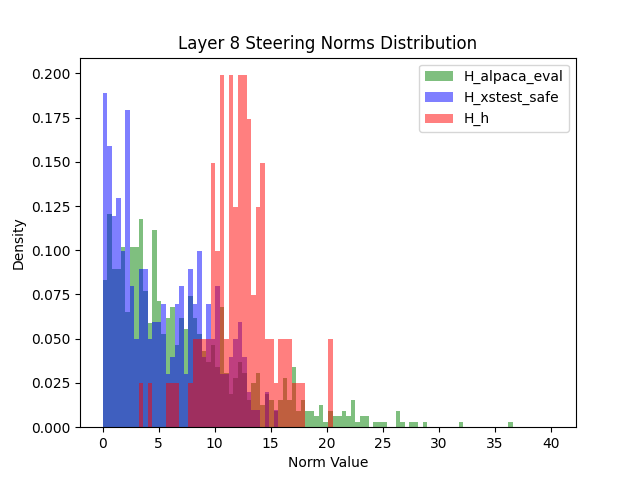 Layer 8 Steering Norms Distribution
H_alpaca_eval
H_xstest_safe
H_h
0.200
0.175
0.150
0.125
0.100
0.075
0.050
0.025
0.000
Density
0 5 10 15 20 25 30 35 40
Norm Value